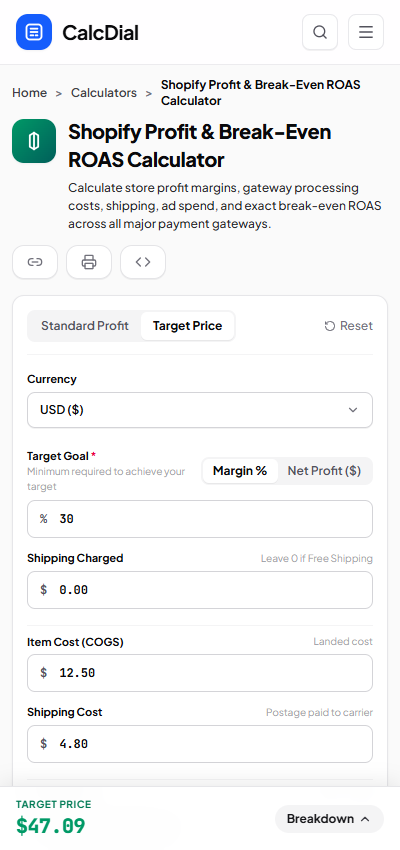 CalcDial
Home > Calculators > Shopify Profit & Break-Even ROAS
Calculator
Shopify Profit & Break-Even
ROAS Calculator
Calculate store profit margins, gateway processing
costs, shipping, ad spend, and exact break-even ROAS
across all major payment gateways.
Standard Profit Target Price Reset
Currency
USD ($)
Target Goal *
Minimum required to achieve your
target
Margin % Net Profit ($)
% 30
Shipping Charged Leave 0 if Free Shipping
$ 0.00
Item Cost (COGS) Landed cost
$ 12.50
Shipping Cost Postage paid to carrier
$ 4.80
TARGET PRICE
$47.09
Breakdown